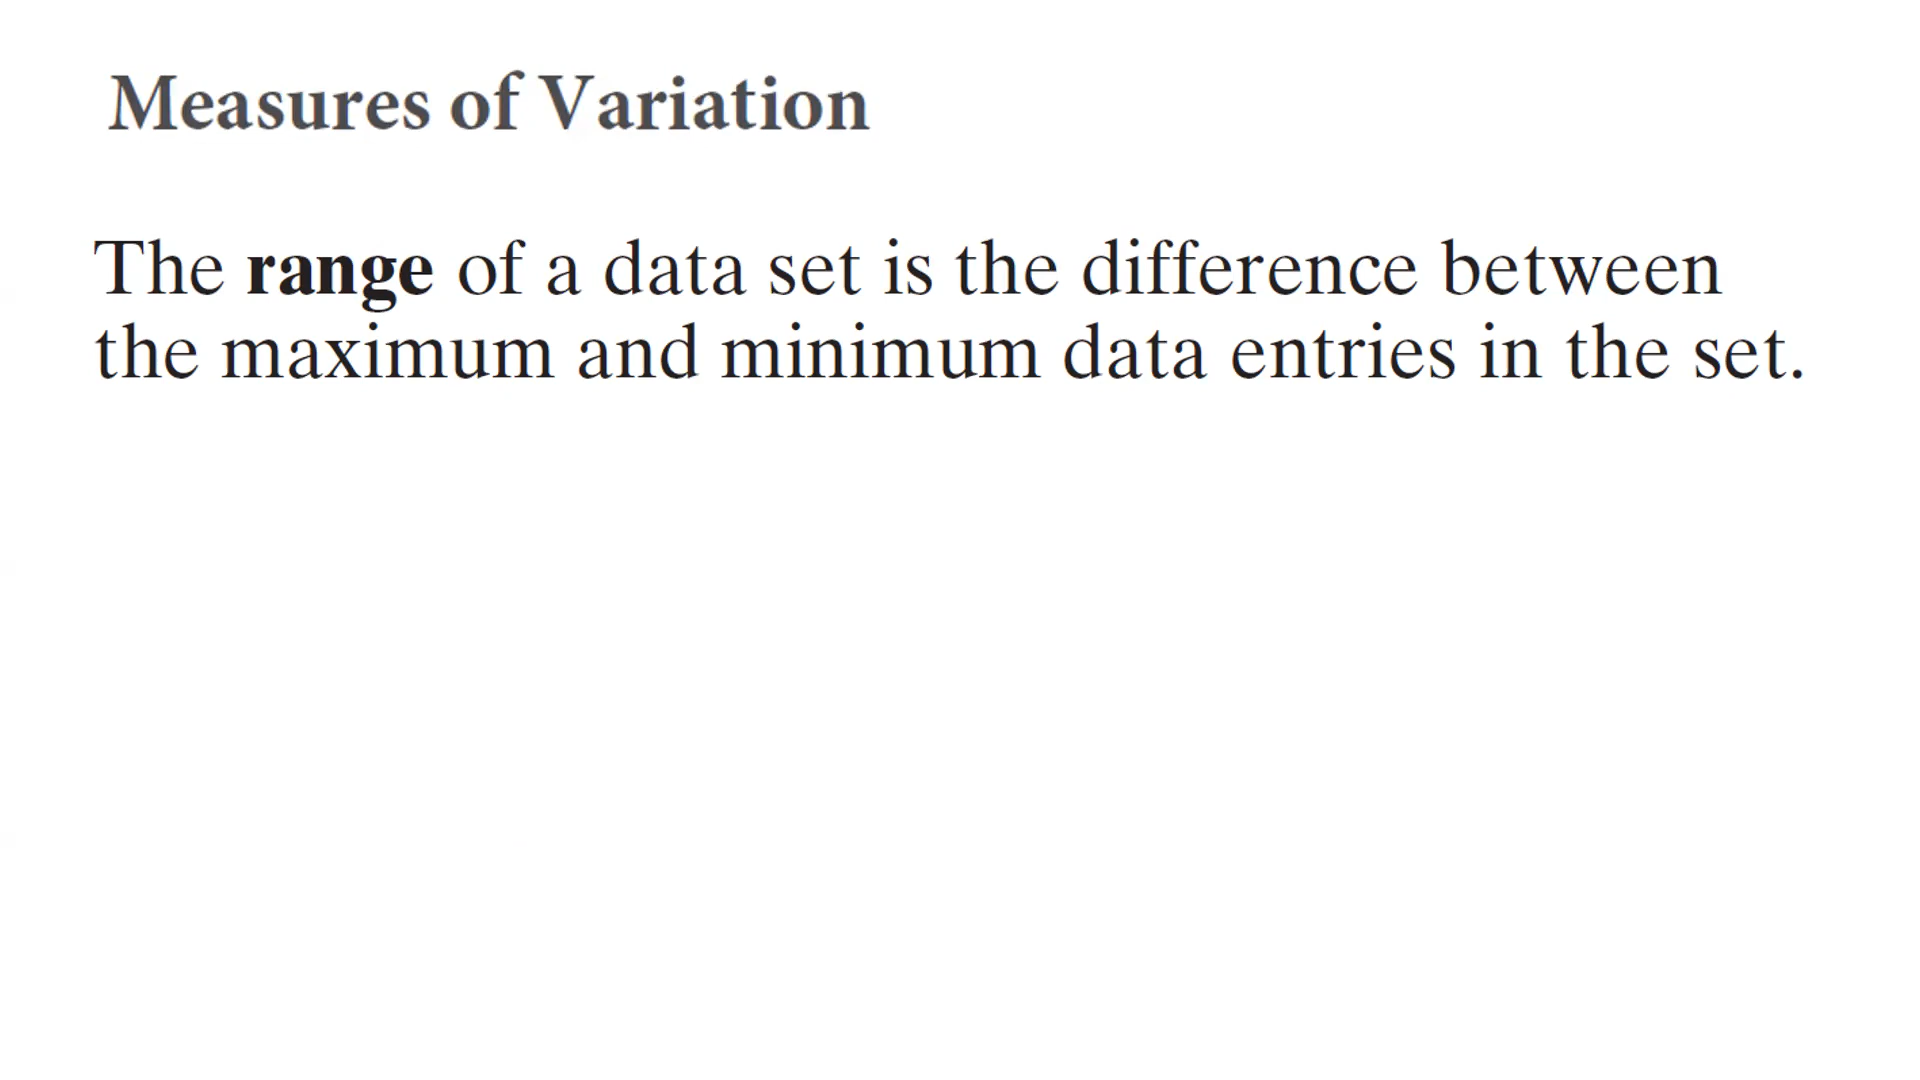 Measures of Variation
The range of a data set is the difference between
the maximum and minimum data entries in the set.